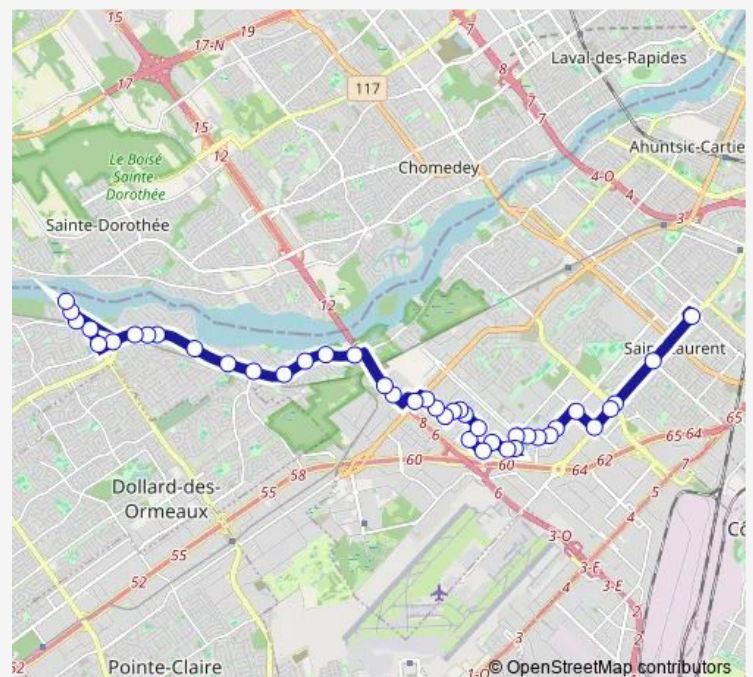 15
17-N
19
7
Laval-des-Rapides
17
117
8
7
7
15
12
Ahuntsic-Cartie
Le Boisé
Sainte-
Dorothée
Chomedey
4-O
4
3
Sainte-Dorothée
12
Laurent
8
6
65 64
65
60
60
64
62
58
7
Dollard-des-
Ormeaux
55
6
5
4
3-O
55
3-E
52
4
3-E
2
3
2
52
Pointe-Claire
1-O
© OpenStreetMap contributors